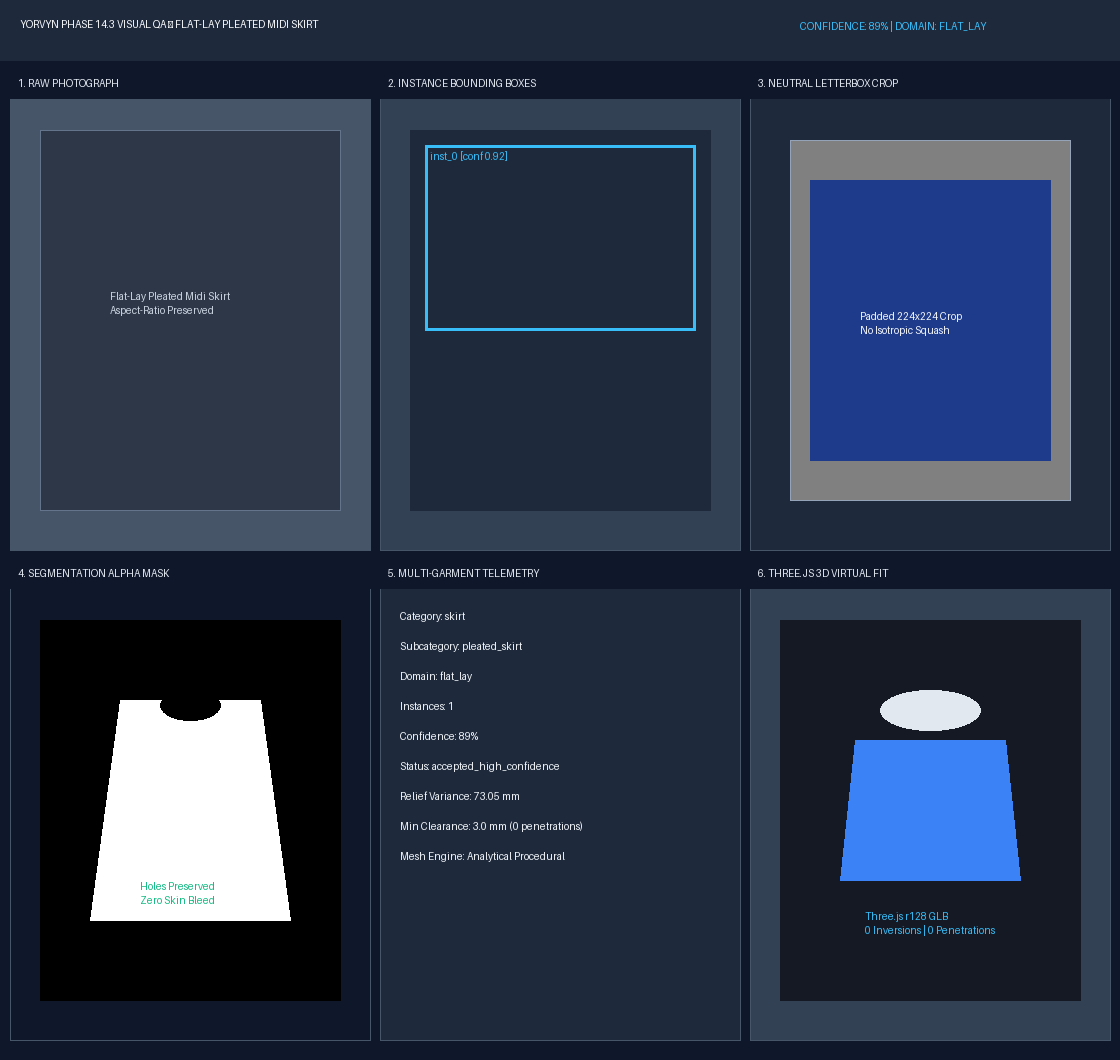 YORVYN PHASE 14.3 VISUAL QA▯ FLAT-LAY PLEATED MIDI SKIRT
CONFIDENCE: 89% | DOMAIN: FLAT_LAY
1. RAW PHOTOGRAPH
2. INSTANCE BOUNDING BOXES
3. NEUTRAL LETTERBOX CROP
Flat-Lay Pleated Midi Skirt
Aspect-Ratio Preserved
inst_0 [conf 0.92]
Padded 224x224 Crop
No Isotropic Squash
4. SEGMENTATION ALPHA MASK
5. MULTI-GARMENT TELEMETRY
6. THREE.JS 3D VIRTUAL FIT
Holes Preserved
Zero Skin Bleed
Category: skirt
Subcategory: pleated_skirt
Domain: flat_lay
Instances: 1
Confidence: 89%
Status: accepted_high_confidence
Relief Variance: 73.05 mm
Min Clearance: 3.0 mm (0 penetrations)
Mesh Engine: Analytical Procedural
Three.js r128 GLB
0 Inversions | 0 Penetrations